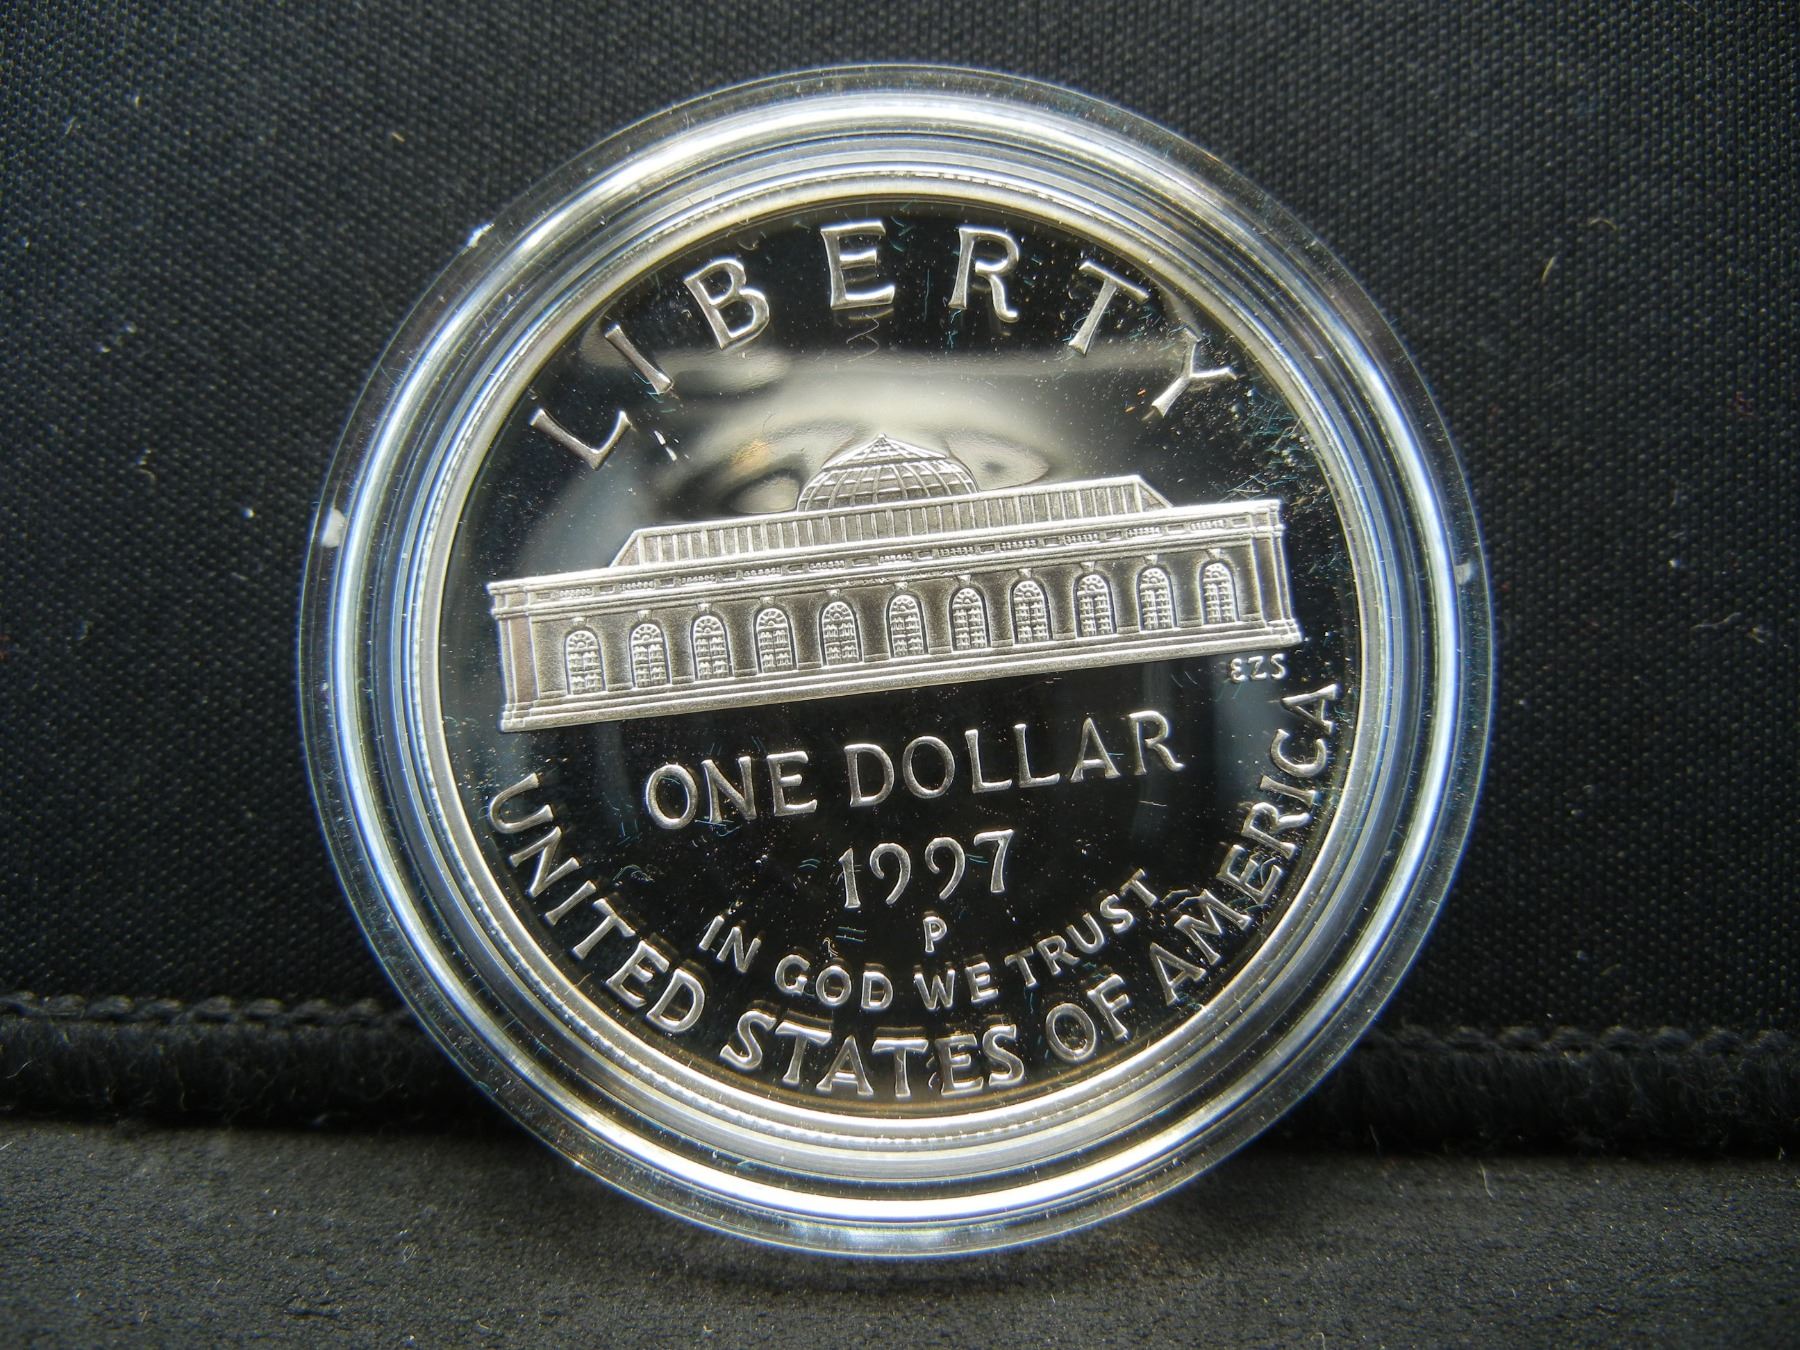 LIBERTY
EZS
ONE DOLLAR
1997
P
IN GOD WE TRUST
UNITED STATES OF AMERICA